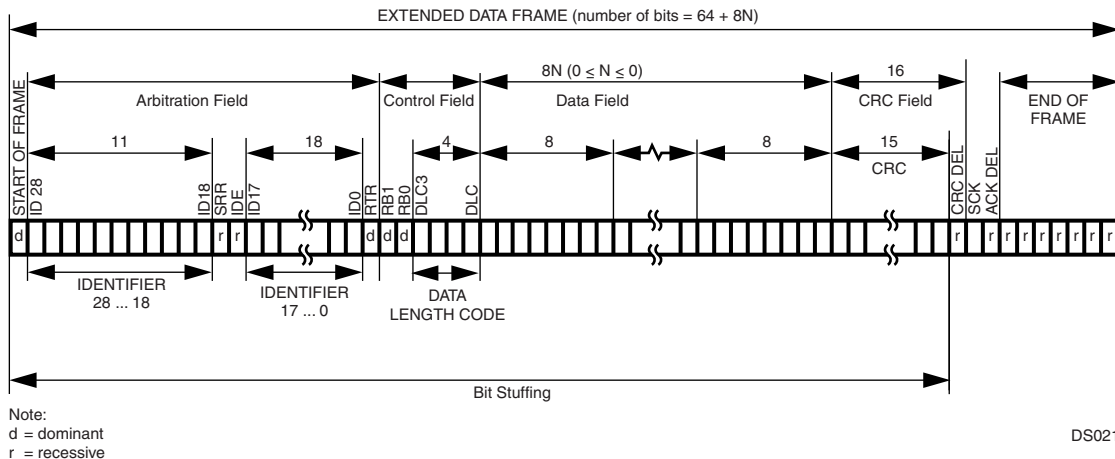 EXTENDED DATA FRAME (number of bits = 64 + 8N)
8N (0 ≤ N ≤ 0)
16
Arbitration Field
Control Field
Data Field
CRC Field
END OF
FRAME
11
18
4
8
8
15
CRC
START OF FRAME
ID 28
ID18
SRR
IDE
ID17
ID0
RTR
RB1
RB0
DLC3
DLC
CRC DEL
SCK
ACK DEL
d r r d d d r r r r r r r r r
IDENTIFIER
28 ... 18
IDENTIFIER
17 ... 0
DATA
LENGTH CODE
Bit Stuffing
Note:
d = dominant
r = recessive
DS021